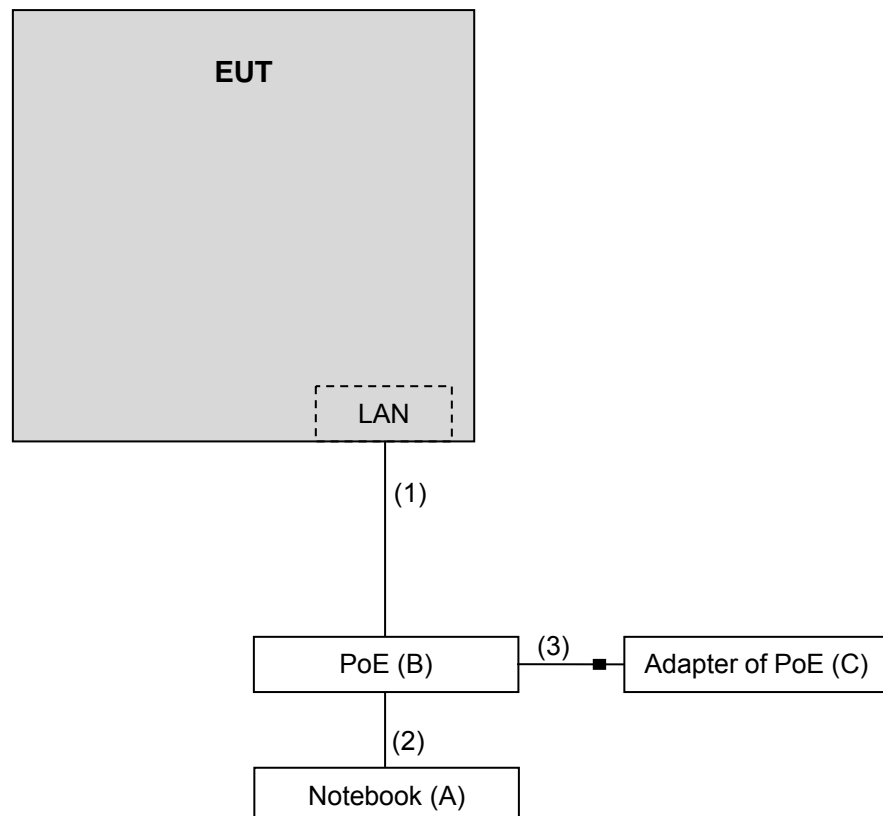 EUT
LAN
(1)
PoE (B)
(3)
Adapter of PoE (C)
(2)
Notebook (A)